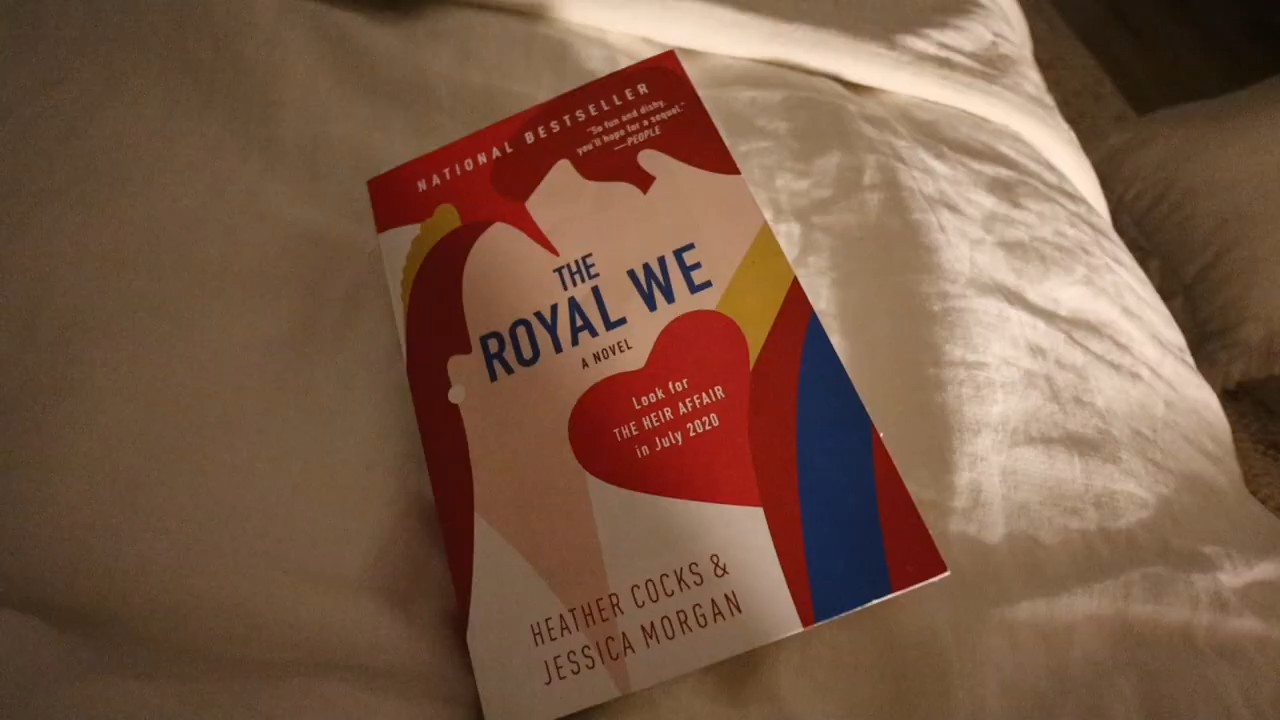 NATIONAL BESTSELLER
"So fun and dishy,
you'll hope for a sequel."
—PEOPLE
THE
ROYAL WE
A NOVEL
Look for
THE HEIR AFFAIR
in July 2020
HEATHER COCKS &
JESSICA MORGAN